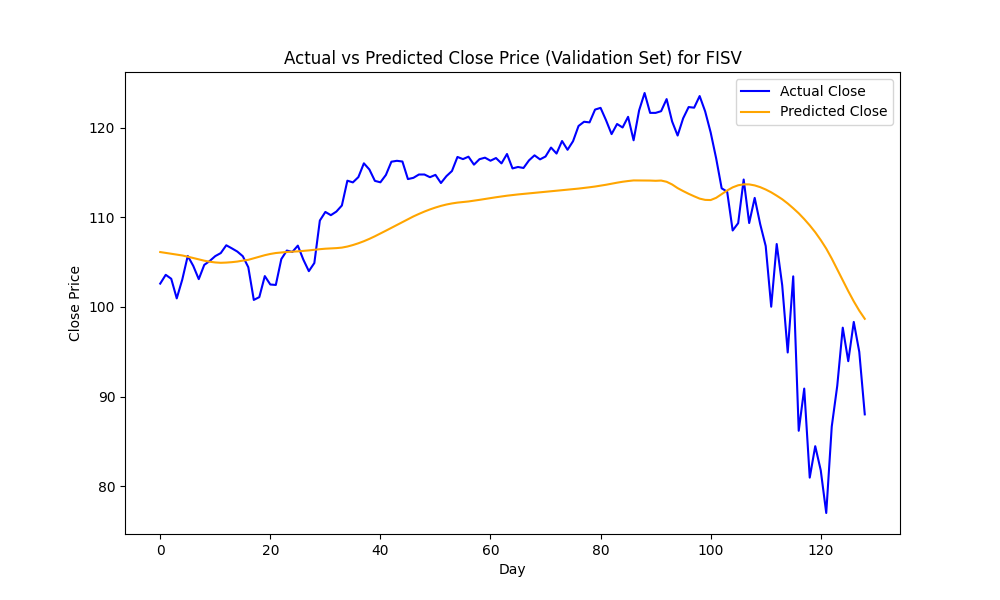 Actual vs Predicted Close Price (Validation Set) for FISV
Actual Close
Predicted Close
Close Price
120
110
100
90
80
0 20 40 60 80 100 120
Day